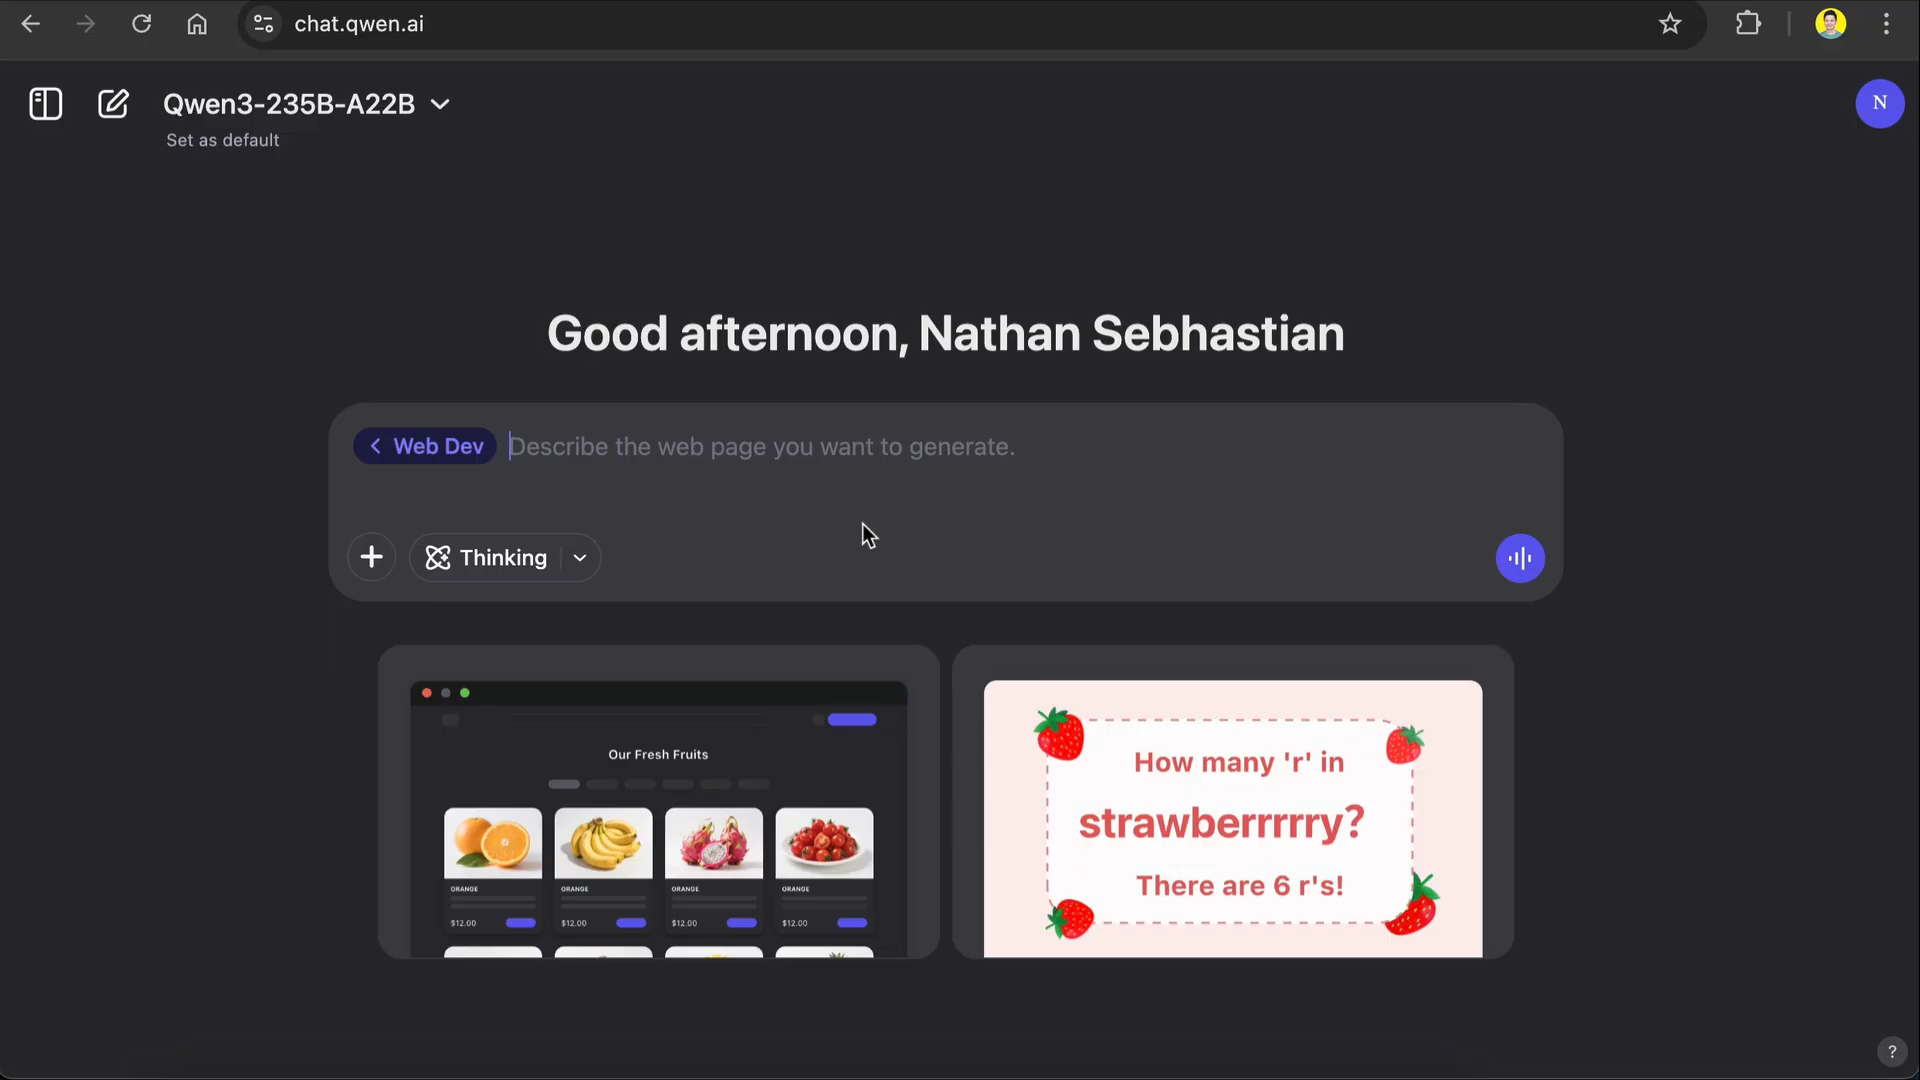 chat.qwen.ai
Qwen3-235B-A22B
N
Set as default
Good afternoon, Nathan Sebhastian
Web Dev
Describe the web page you want to generate.
Thinking
Our Fresh Fruits
ORANGE
ORANGE
ORANGE
ORANGE
$12.00
$12.00
$12.00
$12.00
How many 'r' in
strawberrrrry?
There are 6 r's!
?